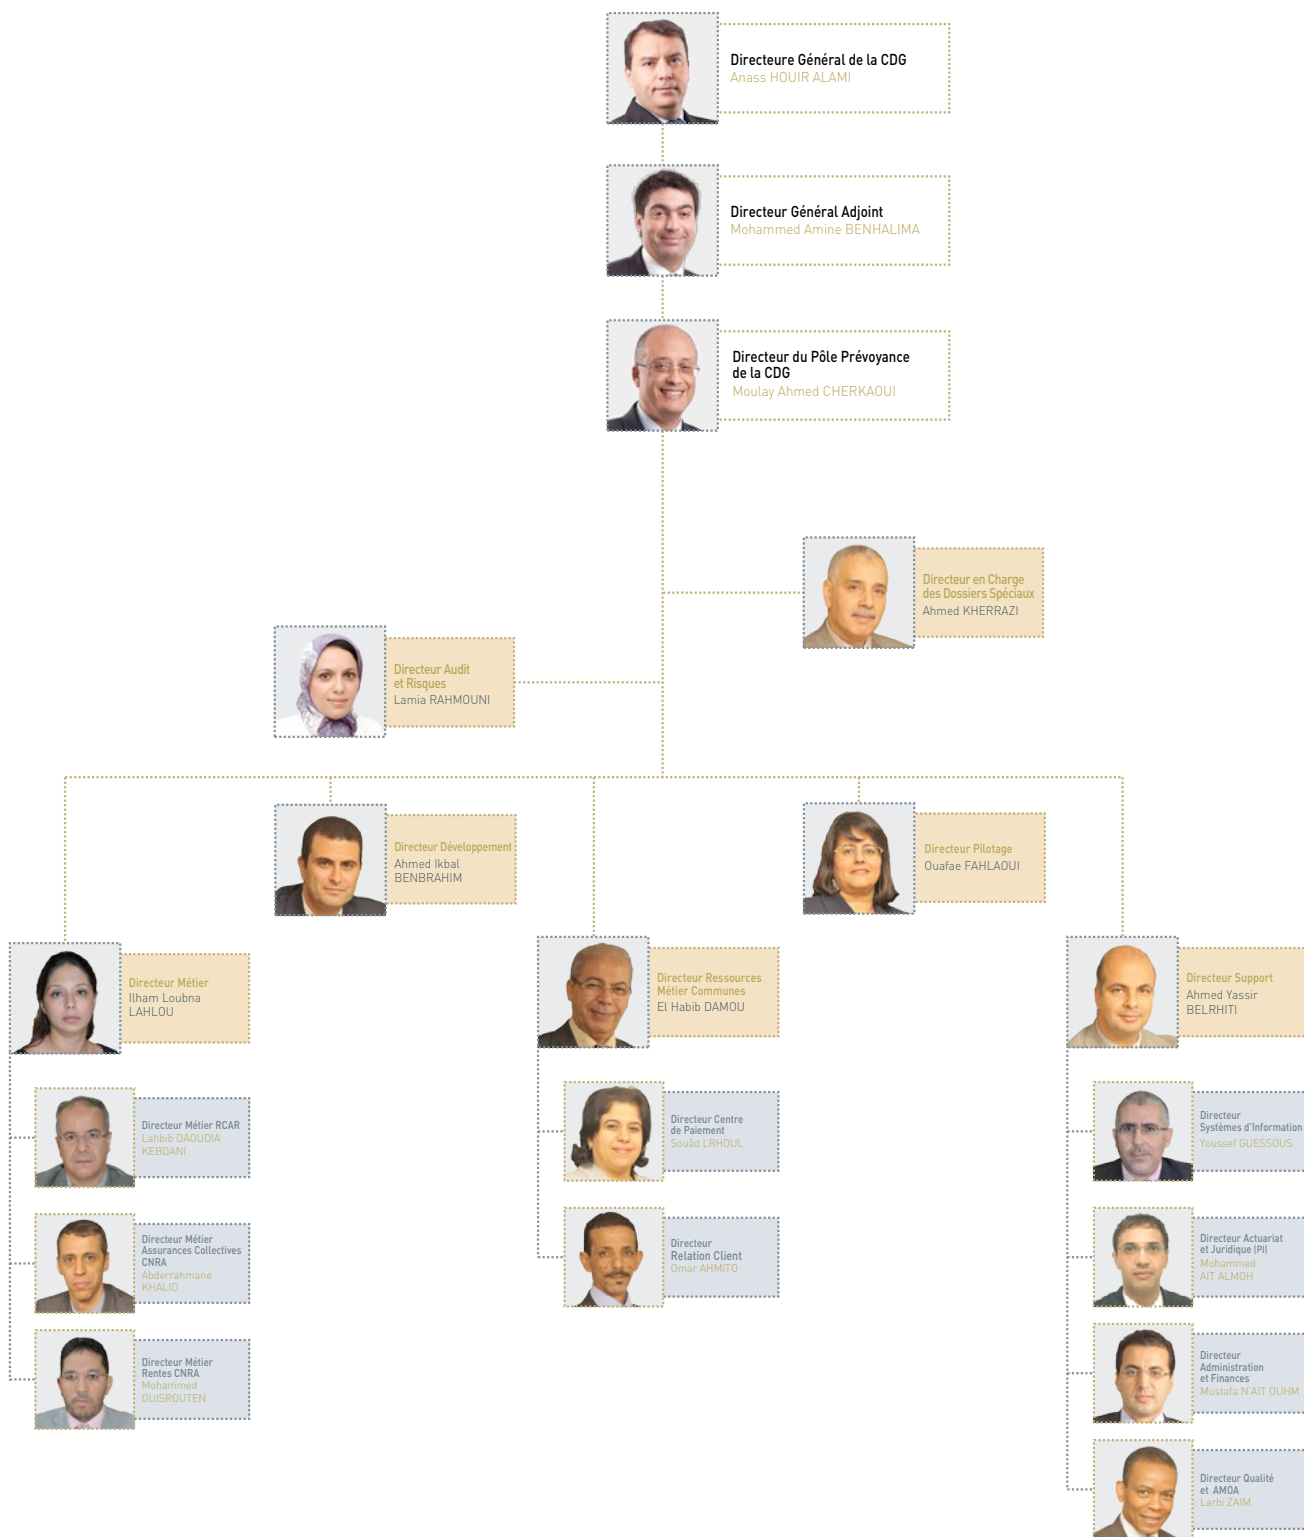 Directeure Général de la CDG
Anass HOUIR ALAMI
Directeur Général Adjoint
Mohammed Amine BENHALIMA
Directeur du Pôle Prévoyance
de la CDG
Moulay Ahmed CHERKAOUI
Directeur en Charge
des Dossiers Spéciaux
Ahmed KHERRAZI
Directeur Audit
et Risques
Lamia RAHMOUNI
Directeur Développement
Ahmed Ikbal
BENBRAHIM
Directeur Pilotage
Ouafae FAHLAOUI
Directeur Métier
Ilham Loubna
LAHLOU
Directeur Métier RCAR
Lahbib DAOUDIA
KEBDANI
Directeur Métier
Assurances Collectives
CNRA
Abderrahmane
KHALID
Directeur Métier
Rentes CNRA
Mohammed
OUISROUTEN
Directeur Ressources
Métier Communes
El Habib DAMOU
Directeur Centre
de Paiement
Souâd LRHOUL
Directeur
Relation Client
Omar AHMITO
Directeur Support
Ahmed Yassir
BELRHITI
Directeur
Systèmes d'Information
Youssef GUESSOUS
Directeur Actuariat
et Juridique (PI)
Mohammed
AIT ALMOH
Directeur
Administration
et Finances
Mustafa N'AIT OUHM
Directeur Qualité
et AMOA
Larbi ZAIM